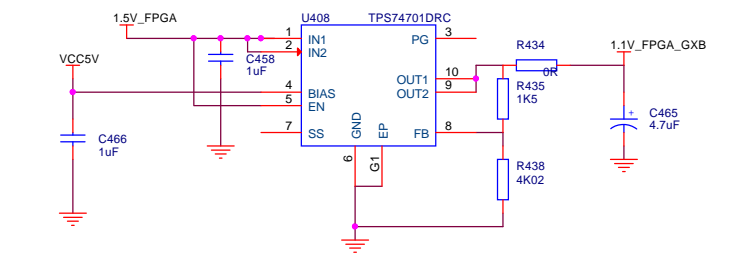 1.5V_FPGA
U408 TPS74701DRC
1 IN1
2 IN2
PG 3
C458
1uF
R434
0R
1.1V_FPGA_GXB
VCC5V
OUT1 10
OUT2 9
R435
1K5
4 BIAS
5 EN
C465
4.7uF
+
7 SS
GND
EP
FB 8
C466
1uF
6
G1
R438
4K02